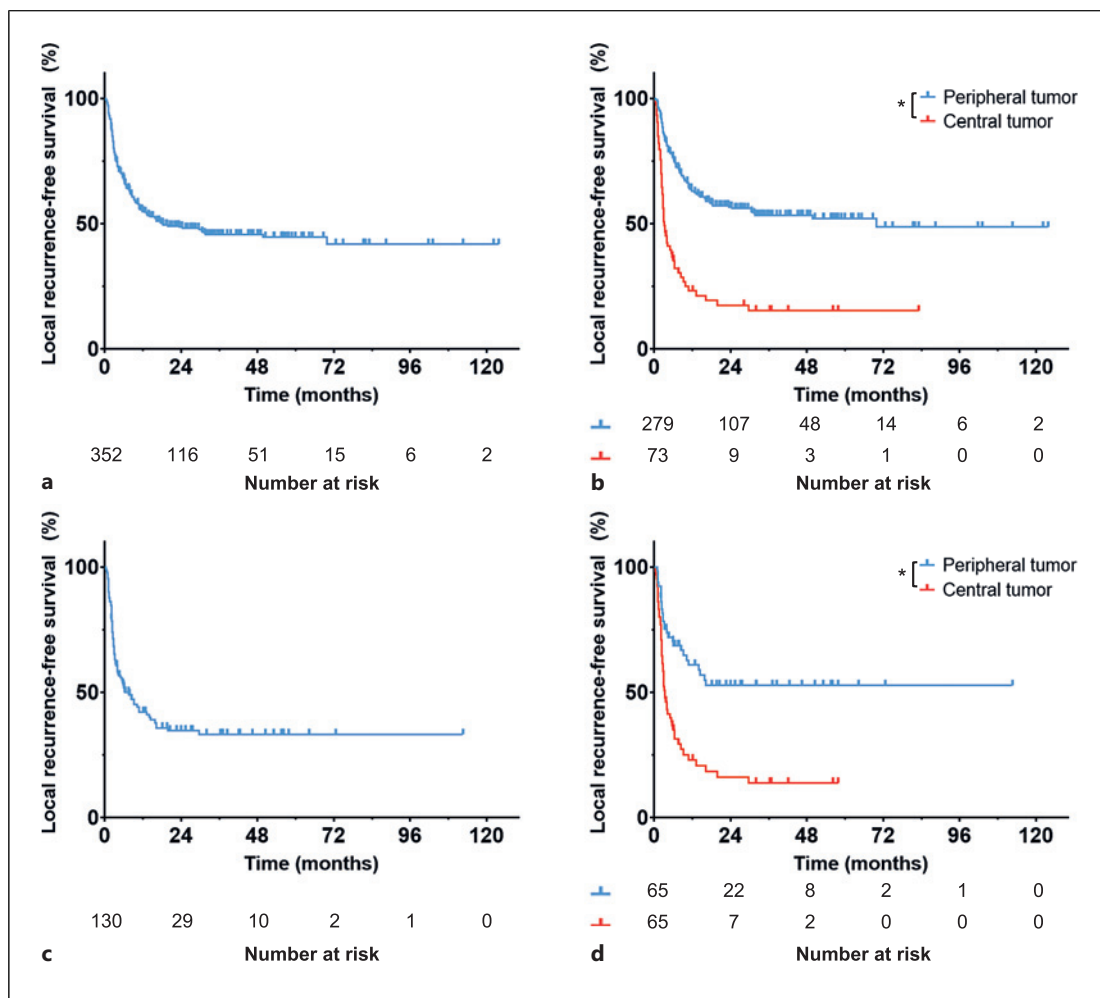 Local recurrence-free survival (%)
100
50
0
0 24 48 72 96 120
Time (months)
352 116 51 15 6 2
a Number at risk
Local recurrence-free survival (%)
100
50
0
* Peripheral tumor
Central tumor
0 24 48 72 96 120
Time (months)
279 107 48 14 6 2
73 9 3 1 0 0
b Number at risk
Local recurrence-free survival (%)
100
50
0
0 24 48 72 96 120
Time (months)
130 29 10 2 1 0
c Number at risk
Local recurrence-free survival (%)
100
50
0
* Peripheral tumor
Central tumor
0 24 48 72 96 120
Time (months)
65 22 8 2 1 0
65 7 2 0 0 0
d Number at risk